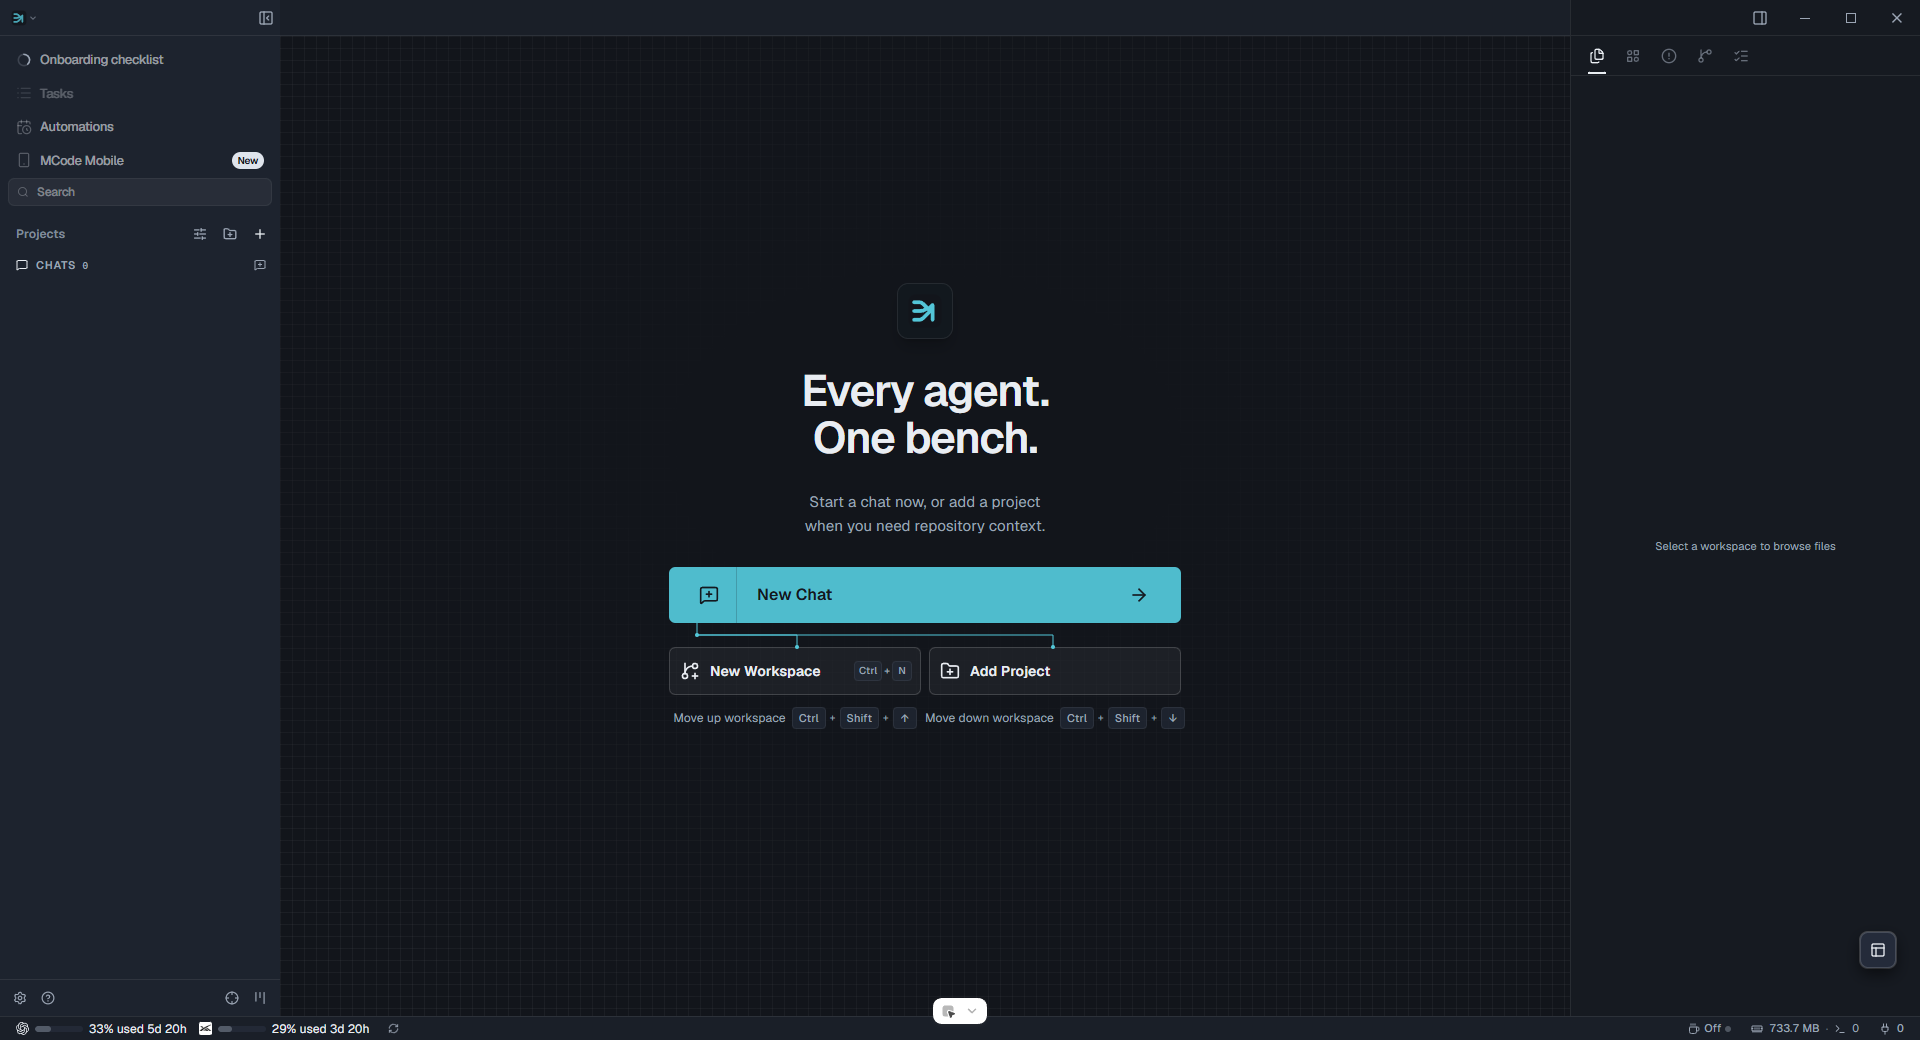 Onboarding checklist
Tasks
Automations
MCode Mobile New
Search
Projects
CHATS 0
Every agent.
One bench.
Start a chat now, or add a project
when you need repository context.
New Chat
New Workspace Ctrl + N
Add Project
Move up workspace Ctrl + Shift + ↑ Move down workspace Ctrl + Shift + ↓
Select a workspace to browse files
33% used 5d 20h 29% used 3d 20h
Off 733.7 MB · 0 0